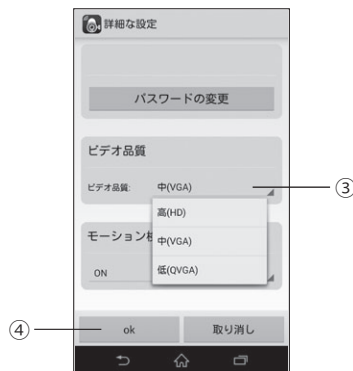 詳細な設定
パスワードの変更
ビデオ品質
ビデオ品質: 中(VGA)
③
高(HD)
中(VGA)
低(QVGA)
モーション
ON
④
ok 取り消し